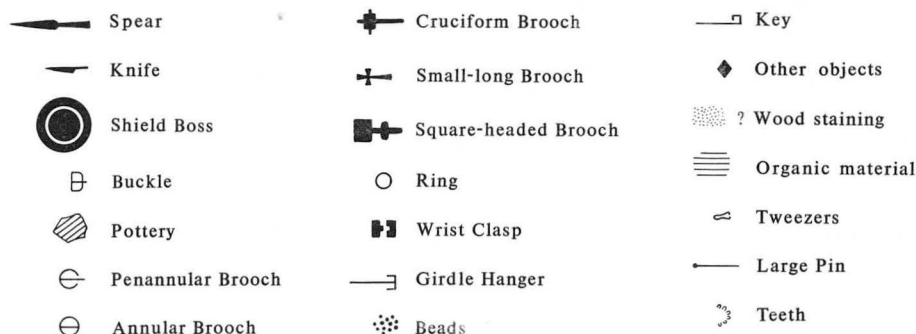 Spear
Knife
Shield Boss
Buckle
Pottery
Penannular Brooch
Annular Brooch
Cruciform Brooch
Small-long Brooch
Square-headed Brooch
Ring
Wrist Clasp
Girdle Hanger
Beads
Key
Other objects
? Wood staining
Organic material
Tweezers
Large Pin
Teeth